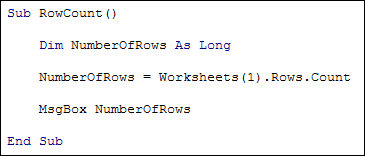 Sub RowCount()
Dim NumberOfRows As Long
NumberOfRows = Worksheets(1).Rows.Count
MsgBox NumberOfRows
End Sub